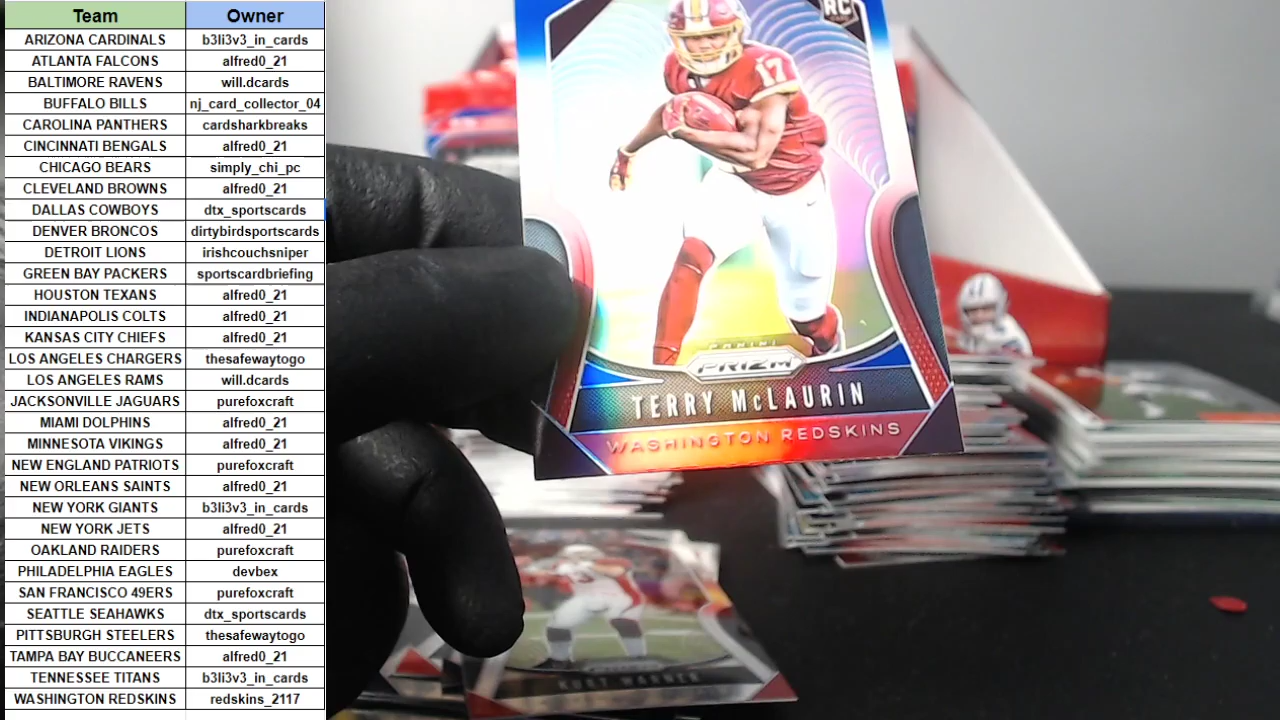 Team Owner
ARIZONA CARDINALS b3li3v3_in_cards
ATLANTA FALCONS alfred0_21
BALTIMORE RAVENS will.dcards
BUFFALO BILLS nj_card_collector_04
CAROLINA PANTHERS cardsharkbreaks
CINCINNATI BENGALS alfred0_21
CHICAGO BEARS simply_chi_pc
CLEVELAND BROWNS alfred0_21
DALLAS COWBOYS dtx_sportscards
DENVER BRONCOS dirtybirdsportscards
DETROIT LIONS irishcouchsniper
GREEN BAY PACKERS sportscardbriefing
HOUSTON TEXANS alfred0_21
INDIANAPOLIS COLTS alfred0_21
KANSAS CITY CHIEFS alfred0_21
LOS ANGELES CHARGERS thesafewaytogo
LOS ANGELES RAMS will.dcards
JACKSONVILLE JAGUARS purefoxcraft
MIAMI DOLPHINS alfred0_21
MINNESOTA VIKINGS alfred0_21
NEW ENGLAND PATRIOTS purefoxcraft
NEW ORLEANS SAINTS alfred0_21
NEW YORK GIANTS b3li3v3_in_cards
NEW YORK JETS alfred0_21
OAKLAND RAIDERS purefoxcraft
PHILADELPHIA EAGLES devbex
SAN FRANCISCO 49ERS purefoxcraft
SEATTLE SEAHAWKS dtx_sportscards
PITTSBURGH STEELERS thesafewaytogo
TAMPA BAY BUCCANEERS alfred0_21
TENNESSEE TITANS b3li3v3_in_cards
WASHINGTON REDSKINS redskins_2117
RC
17
PANINI
PRIZM
TERRY McLAURIN
WASHINGTON REDSKINS
KURT WARNER